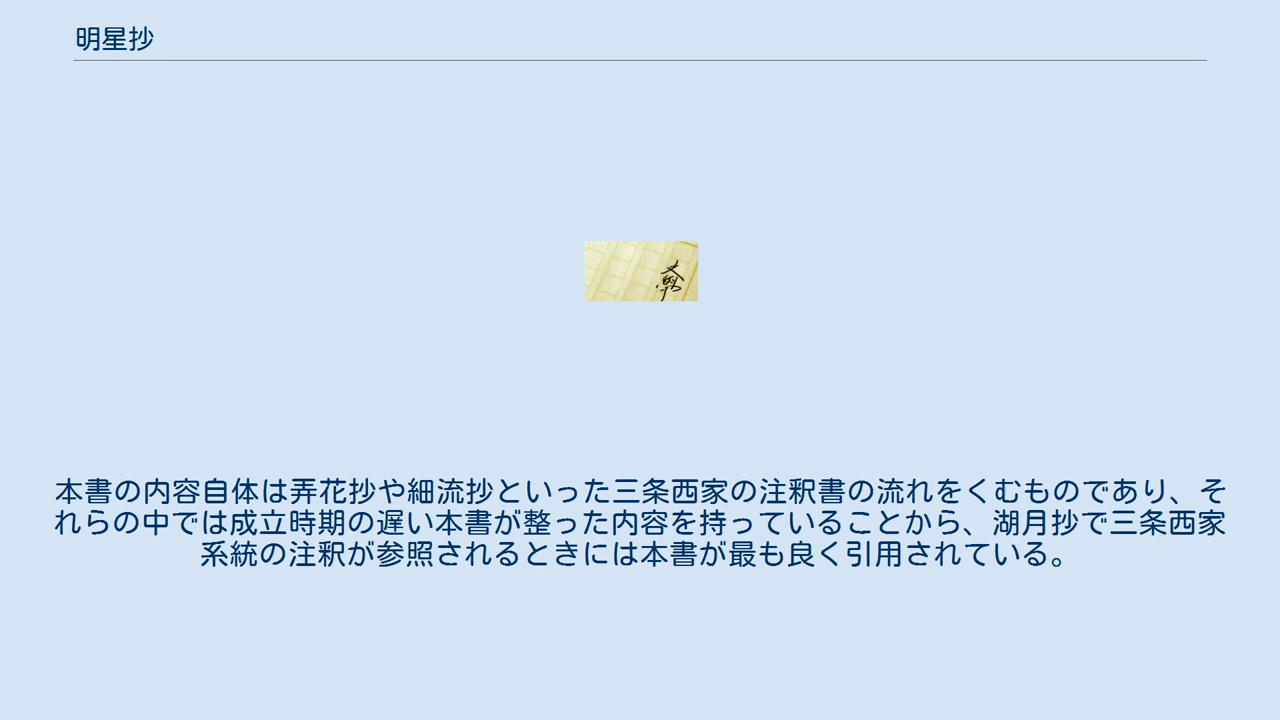 明星抄
本書の内容自体は弄花抄や細流抄といった三条西家の注釈書の流れをくむものであり、そ
れらの中では成立時期の遅い本書が整った内容を持っていることから、湖月抄で三条西家
系統の注釈が参照されるときには本書が最も良く引用されている。